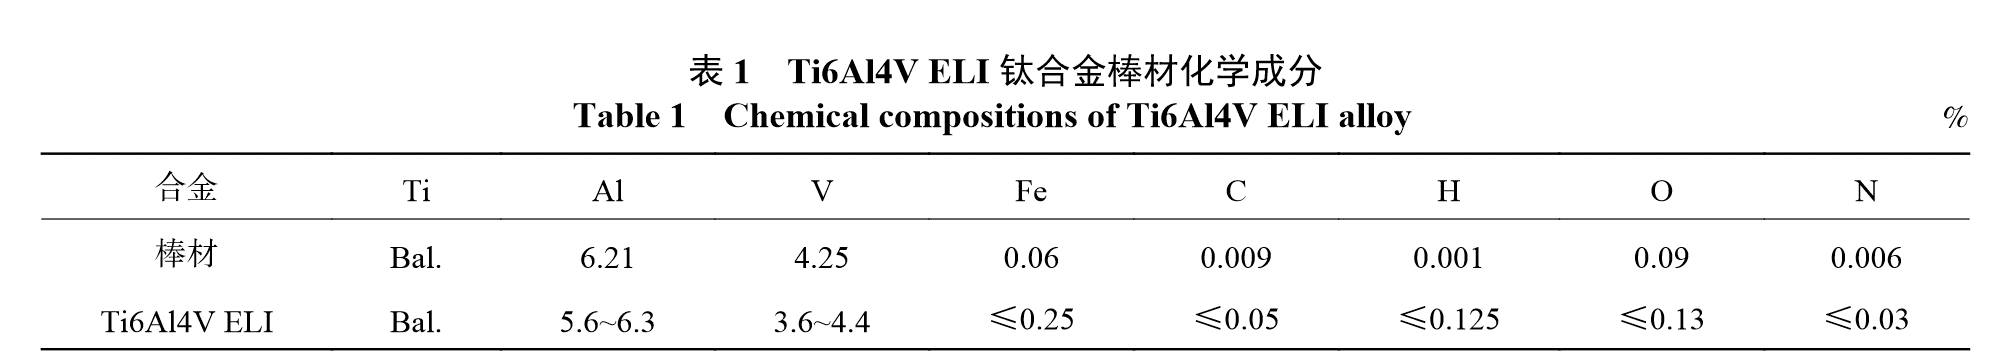 表 1 Ti6Al4V ELI 钛合金棒材化学成分
Table 1 Chemical compositions of Ti6Al4V ELI alloy %
合金 Ti Al V Fe C H O N
棒材 Bal. 6.21 4.25 0.06 0.009 0.001 0.09 0.006
Ti6Al4V ELI Bal. 5.6~6.3 3.6~4.4 ≤0.25 ≤0.05 ≤0.125 ≤0.13 ≤0.03